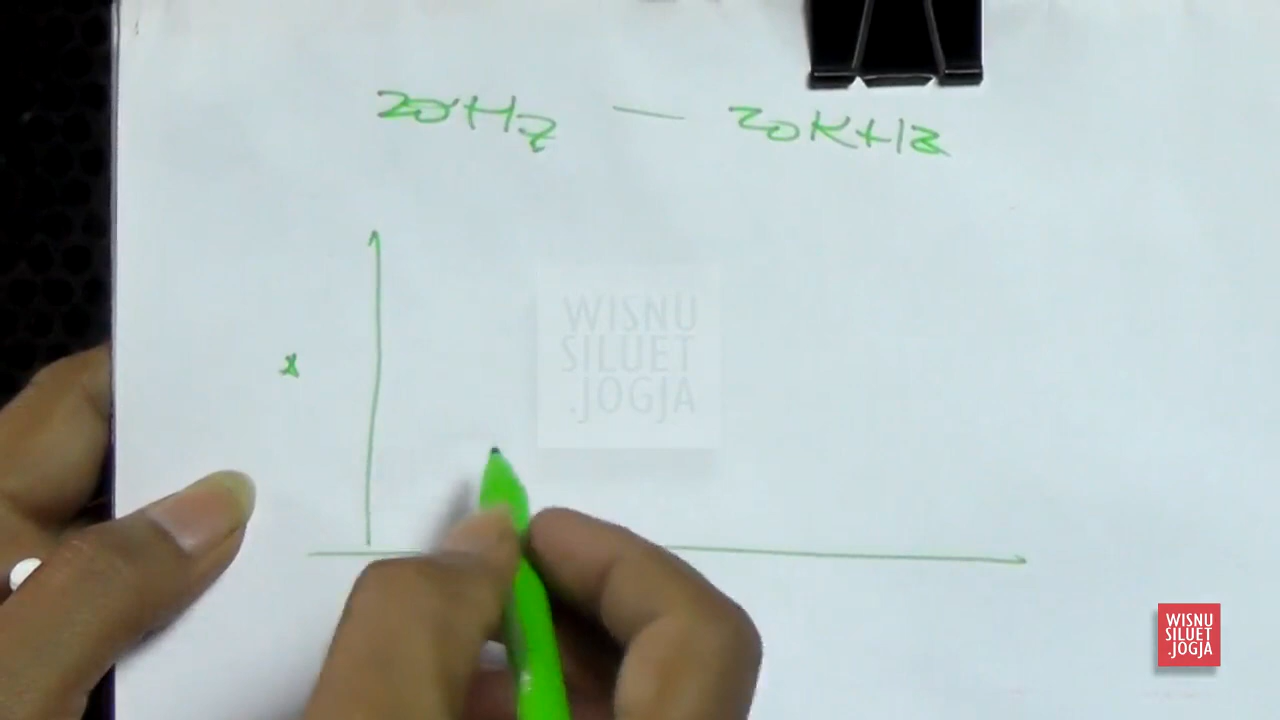 20Hz — 20KHz
x
WISNU
SILUET
.JOGJA
WISNU
SILUET
.JOGJA